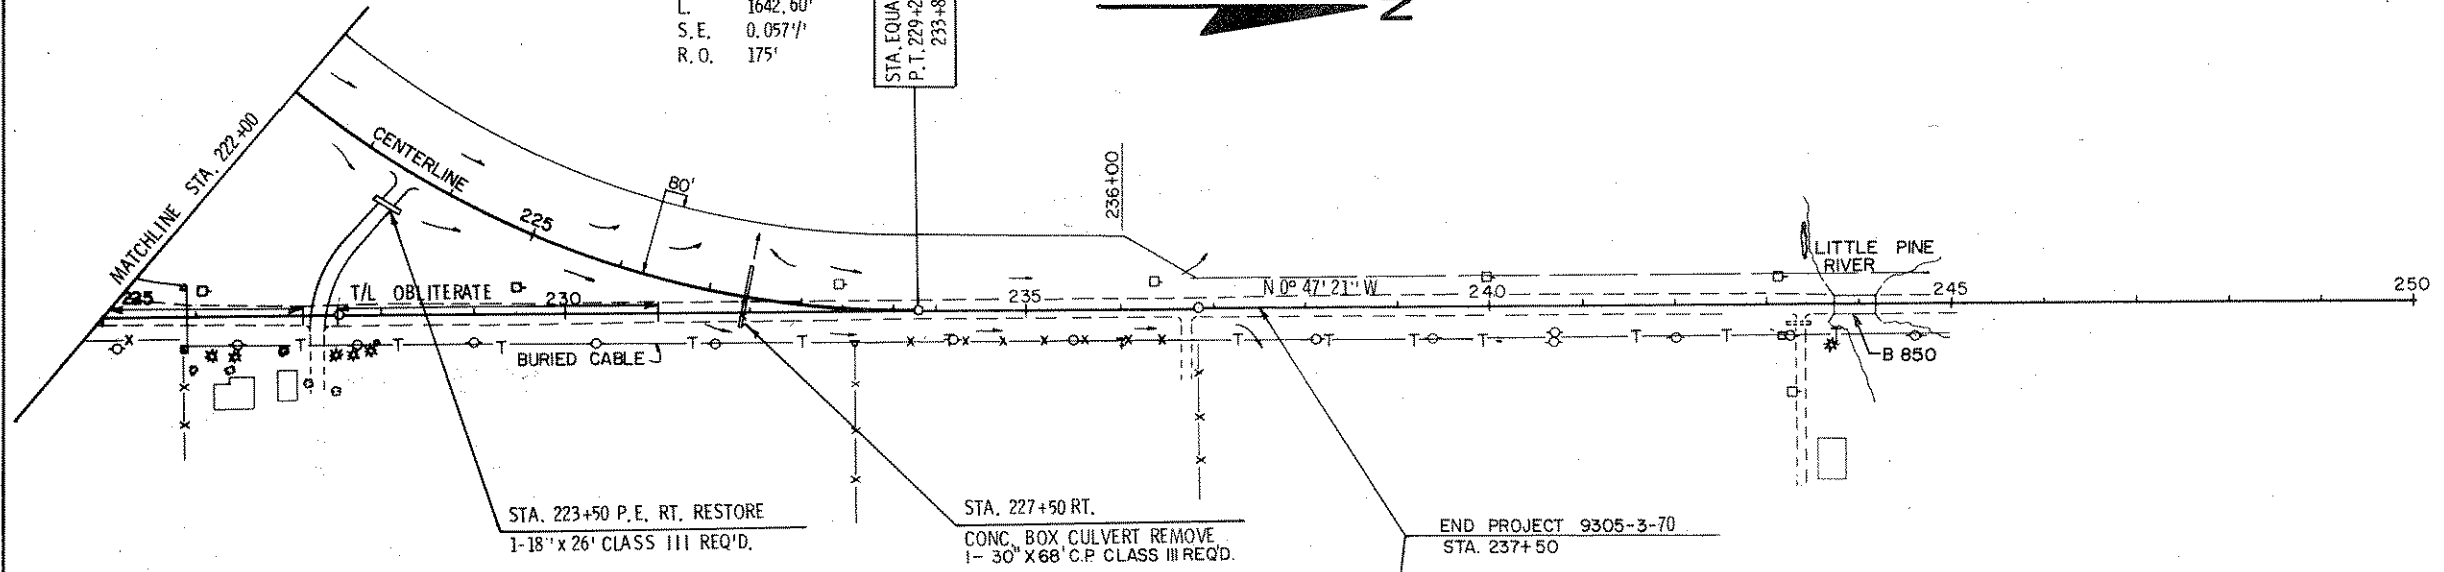 L. 1642.60'
S.E. 0.057'/'
R.O. 175'
STA. EQUA
P.T. 229+2
233+8
N
MATCHLINE STA. 222+00
CENTERLINE
80'
225
236+00
LITTLE PINE
RIVER
225
T/L OBLITERATE
230
235
N 0° 47' 21" W
240
245
250
BURIED CABLE
B 850
STA. 223+50 P.E. RT. RESTORE
1-18" x 26' CLASS III REQ'D.
STA. 227+50 RT.
CONC. BOX CULVERT REMOVE
1- 30" X 68' C.P. CLASS III REQ'D.
END PROJECT 9305-3-70
STA. 237+50